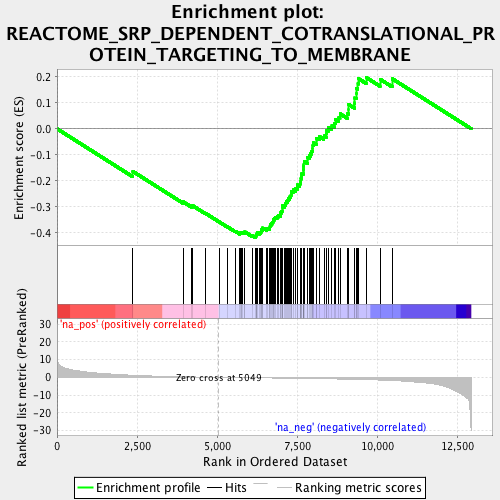 Enrichment plot:
REACTOME_SRP_DEPENDENT_COTRANSLATIONAL_PR
OTEIN_TARGETING_TO_MEMBRANE
Enrichment score (ES)
0.2
0.1
0.0
-0.1
-0.2
-0.3
-0.4
'na_pos' (positively correlated)
Ranked list metric (PreRanked)
30
20
10
0
-10
-20
-30
Zero cross at 5049
'na_neg' (negatively correlated)
0
2,500
5,000
7,500
10,000
12,500
Rank in Ordered Dataset
Enrichment profile
Hits
Ranking metric scores